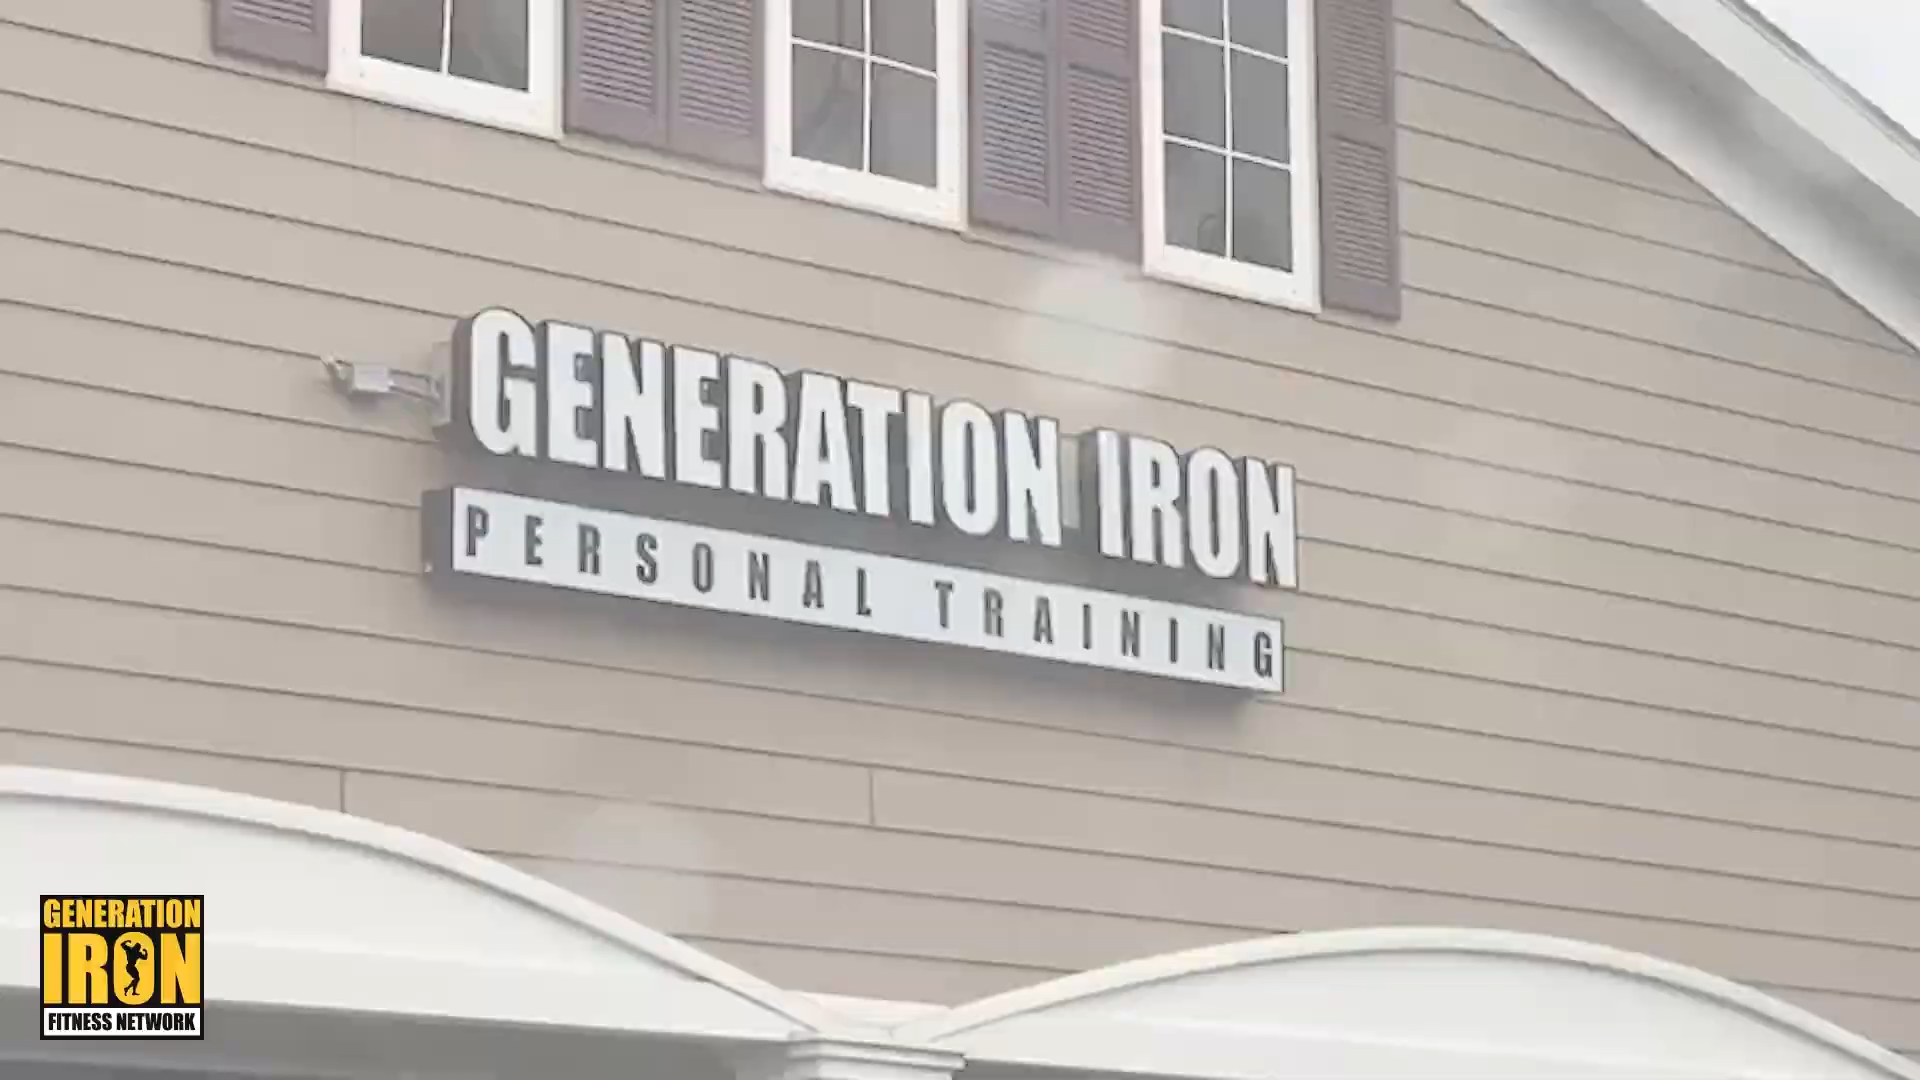 GENERATION IRON
PERSONAL TRAINING
GENERATION
IRON
FITNESS NETWORK